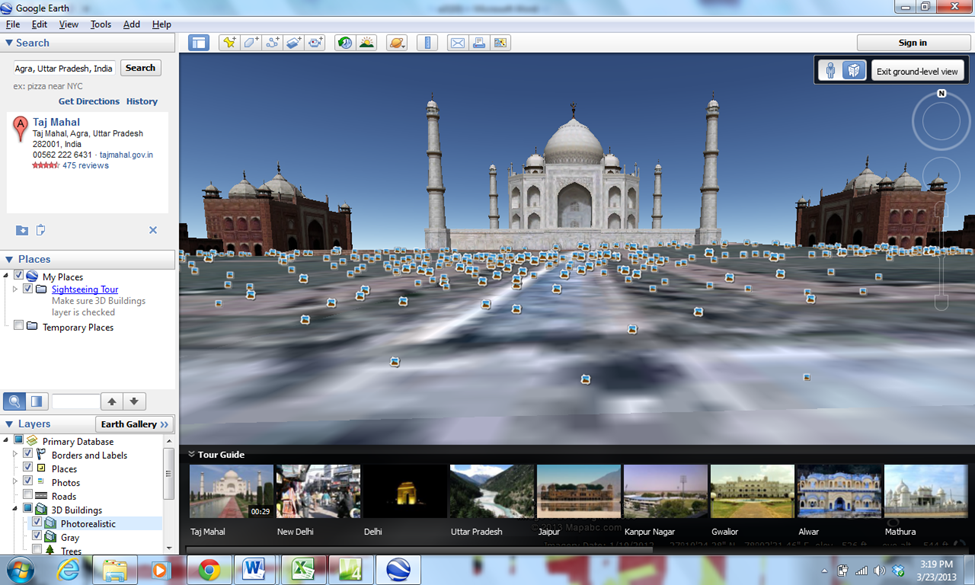 Google Earth
File Edit View Tools Add Help
Search
Agra, Uttar Pradesh, India Search
ex: pizza near NYC
Get Directions History
A Taj Mahal
Taj Mahal, Agra, Uttar Pradesh
282001, India
00562 222 6431 · tajmahal.gov.in
475 reviews
Places
My Places
Sightseeing Tour
Make sure 3D Buildings
layer is checked
Temporary Places
Layers Earth Gallery >>
Primary Database
Borders and Labels
Places
Photos
Roads
3D Buildings
Photorealistic
Gray
Trees
Sign in
Exit ground-level view
N
Tour Guide
00:29
Taj Mahal New Delhi Delhi Uttar Pradesh Jaipur Kanpur Nagar Gwalior Alwar Mathura
2013 Mapabc.com
3:19 PM
3/23/2013